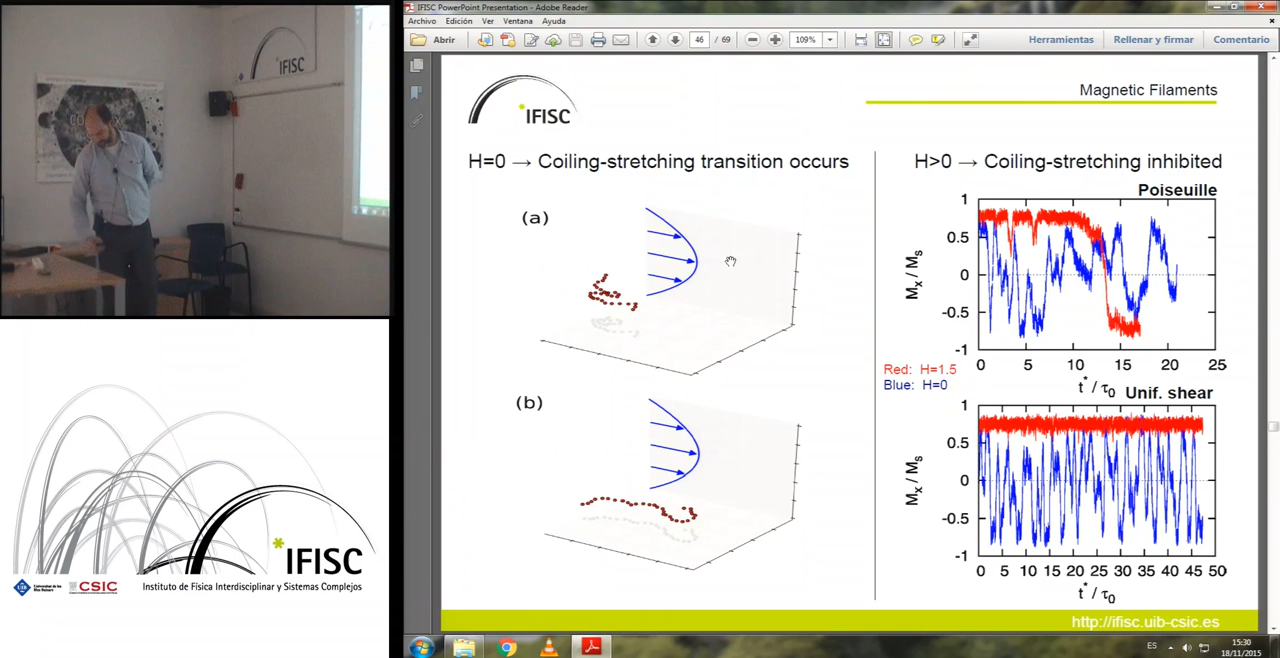 IFISC PowerPoint Presentation - Adobe Reader
Archivo Edición Ver Ventana Ayuda
Abrir 46 / 69 109% Herramientas Rellenar y firmar Comentario
IFISC
*IFISC
Magnetic Filaments
H=0 → Coiling-stretching transition occurs
(a)
(b)
H>0 → Coiling-stretching inhibited
Poiseuille
1
0.5
0
-0.5
-1
Mx / Ms
0 5 10 15 20 25
t* / τ0
Red: H=1.5
Blue: H=0
Unif. shear
1
0.5
0
-0.5
-1
Mx / Ms
0 5 10 15 20 25 30 35 40 45 50
t* / τ0
http://ifisc.uib-csic.es
*IFISC
CSIC
Instituto de Física Interdisciplinar y Sistemas Complejos
ES
15:30
18/11/2015